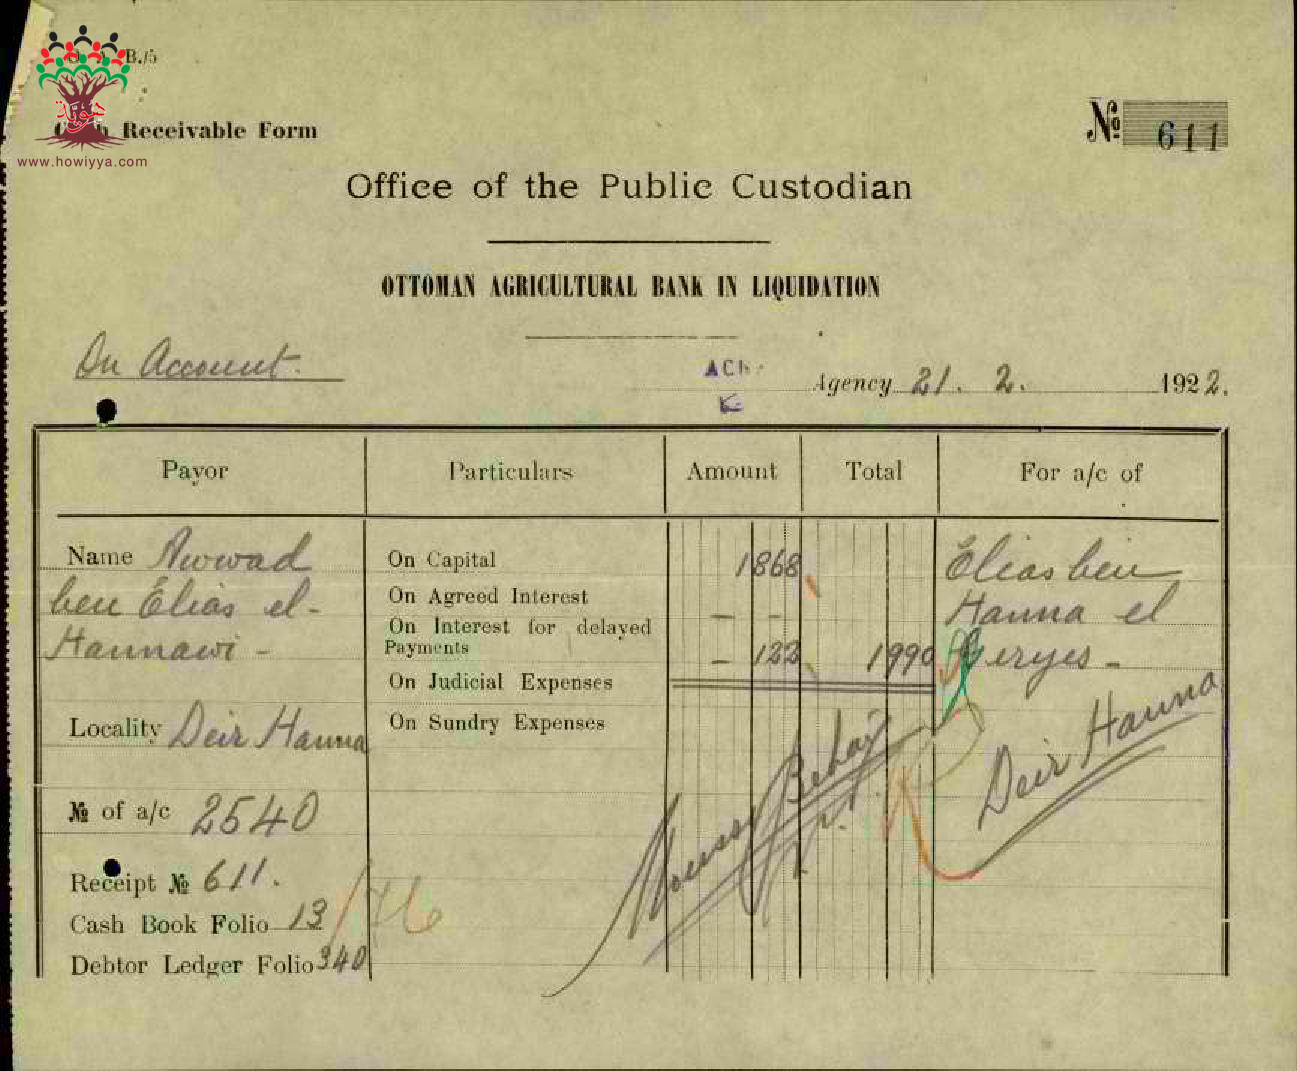 B./5
Receivable Form
www.howiyya.com
№ 611
Office of the Public Custodian
OTTOMAN AGRICULTURAL BANK IN LIQUIDATION
On Account.
Agency 21. 2. 1922.
Payor Particulars Amount Total For a/c of
Name Awwad On Capital 1868 Elias ben
ben Elias el- On Agreed Interest — - Hanna el
Hannawi - On Interest for delayed Payments — 122 1990 Geryes -
On Judicial Expenses
Locality Deir Hanna On Sundry Expenses Deir Hanna
№ of a/c 2540
Receipt № 611.
Cash Book Folio 13
Debtor Ledger Folio 340